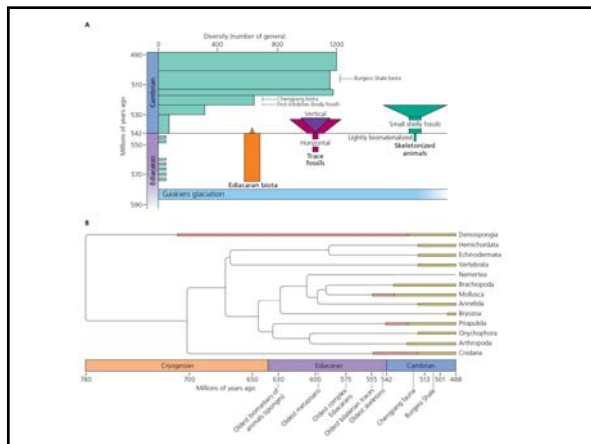 A
Diversity (number of genera)
0 400 800 1200
490
510
530
542
550
570
590
Millions of years ago
Cambrian
Ediacaran
Burgess Shale biota
Chengjiang biota
First trilobites (body fossils)
Vertical
Horizontal
Trace
fossils
Small shelly fossils
Lightly biomineralized
Skeletonized
animals
Ediacaran biota
Gaskiers glaciation
B
Demospongia
Hemichordata
Echinodermata
Vertebrata
Nemertea
Brachiopoda
Mollusca
Annelida
Bryozoa
Priapulida
Onychophora
Arthropoda
Cnidaria
Cryogenian Ediacaran Cambrian
780 700 650 630 600 575 555 542 513 501 488
Millions of years ago
Oldest biomarkers of
animals (sponges)
Oldest metazoans
Oldest complex
Ediacarans
Oldest bilaterian traces
Oldest skeletons
Chengjiang fauna
Burgess Shale